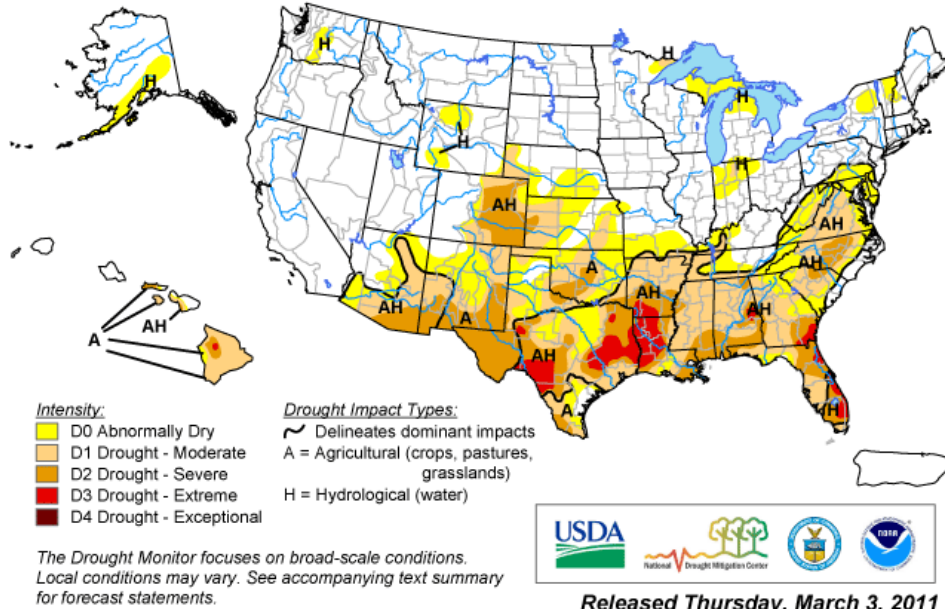 H
H
H
H
H
H
AH
AH
AH
A
AH
A
AH
AH
AH
A
H
A
AH
Intensity:
D0 Abnormally Dry
D1 Drought - Moderate
D2 Drought - Severe
D3 Drought - Extreme
D4 Drought - Exceptional
Drought Impact Types:
Delineates dominant impacts
A = Agricultural (crops, pastures,
grasslands)
H = Hydrological (water)
The Drought Monitor focuses on broad-scale conditions.
Local conditions may vary. See accompanying text summary
for forecast statements.
USDA
National Drought Mitigation Center
NOAA
Released Thursday, March 3, 2011